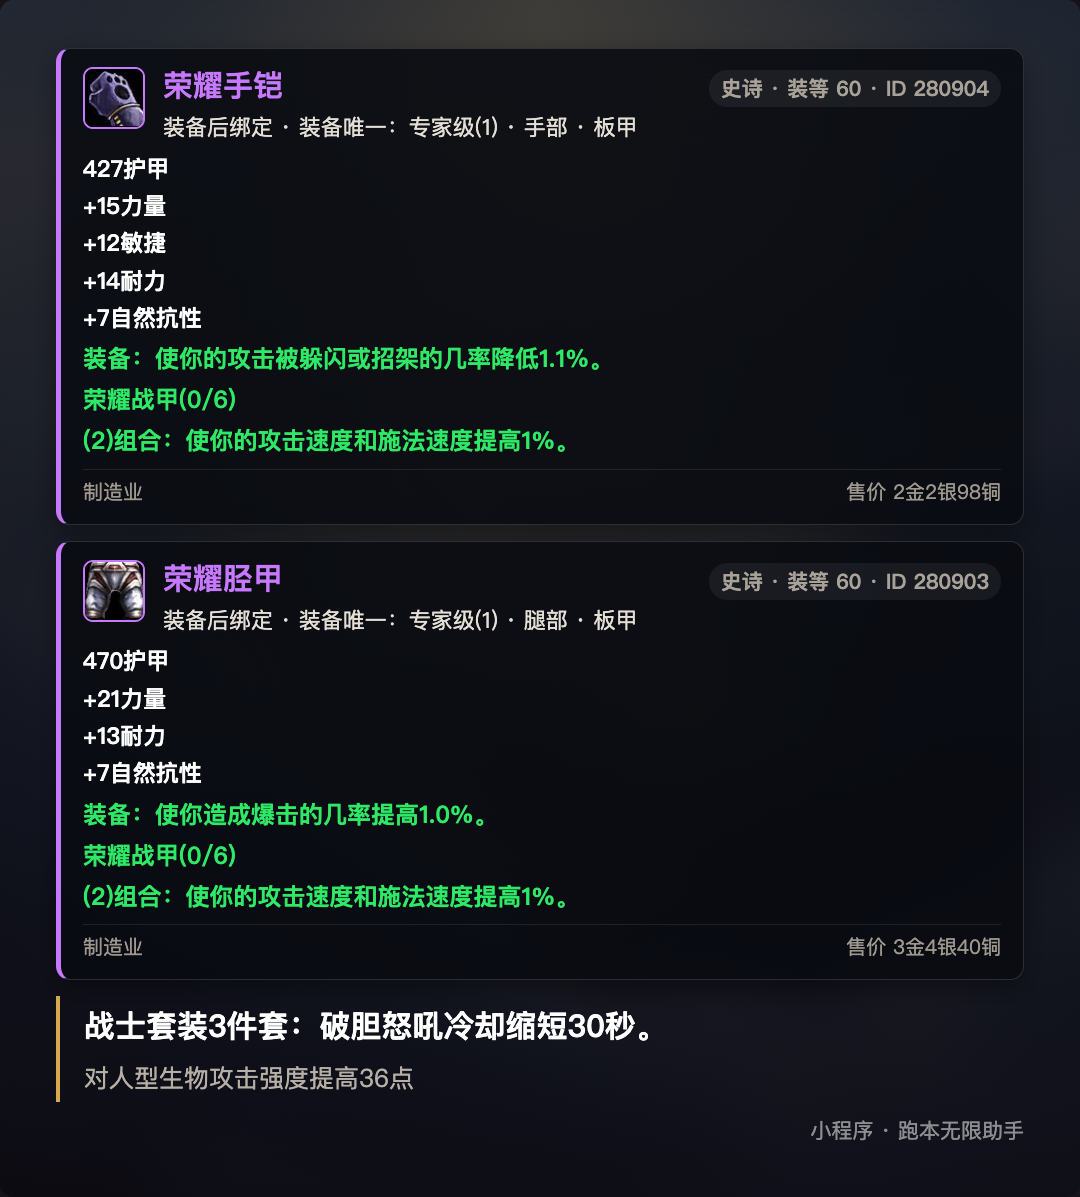 荣耀手铠
史诗 · 装等 60 · ID 280904
装备后绑定 · 装备唯一：专家级(1) · 手部 · 板甲
427护甲
+15力量
+12敏捷
+14耐力
+7自然抗性
装备：使你的攻击被躲闪或招架的几率降低1.1%。
荣耀战甲(0/6)
(2)组合：使你的攻击速度和施法速度提高1%。
制造业
售价 2金2银98铜
荣耀胫甲
史诗 · 装等 60 · ID 280903
装备后绑定 · 装备唯一：专家级(1) · 腿部 · 板甲
470护甲
+21力量
+13耐力
+7自然抗性
装备：使你造成爆击的几率提高1.0%。
荣耀战甲(0/6)
(2)组合：使你的攻击速度和施法速度提高1%。
制造业
售价 3金4银40铜
战士套装3件套：破胆怒吼冷却缩短30秒。
对人型生物攻击强度提高36点
小程序 · 跑本无限助手